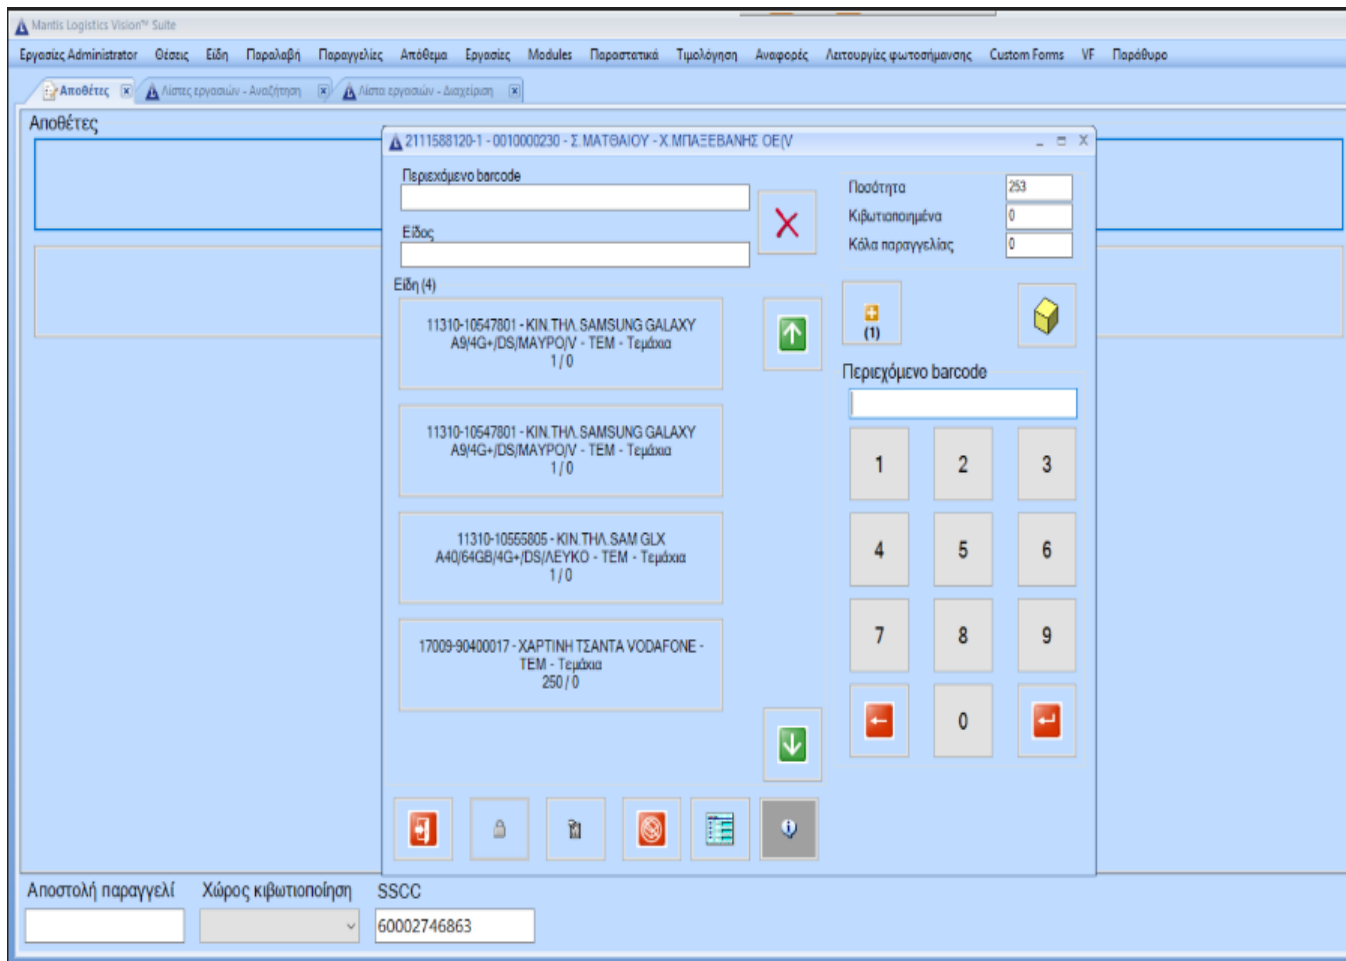 Mantis Logistics Vision™ Suite
Εργασίες Administrator Θέσεις Είδη Παραλαβή Παραγγελίες Απόθεμα Εργασίες Modules Παραστατικά Τιμολόγηση Αναφορές Λειτουργίες φωτοσήμανσης Custom Forms VF Παράθυρο
Αποθέτες Λίστες εργασιών - Αναζήτηση Λίστα εργασιών - Διαχείριση
Αποθέτες
2111588120-1 - 0010000230 - Σ.ΜΑΤΘΑΙΟΥ - Χ.ΜΠΑΞΕΒΑΝΗΣ ΟΕ(V
Περιεχόμενο barcode
Είδος
Ποσότητα 253
Κιβωτιοποιημένα 0
Κόλα παραγγελίας 0
Είδη (4)
11310-10547801 - ΚΙΝ.ΤΗΛ.SAMSUNG GALAXY
A9/4G+/DS/ΜΑΥΡΟ/V - ΤΕΜ - Τεμάχια
1 / 0
11310-10547801 - ΚΙΝ.ΤΗΛ.SAMSUNG GALAXY
A9/4G+/DS/ΜΑΥΡΟ/V - ΤΕΜ - Τεμάχια
1 / 0
11310-10555805 - ΚΙΝ.ΤΗΛ.SAM GLX
A40/64GB/4G+/DS/ΛΕΥΚΟ - ΤΕΜ - Τεμάχια
1 / 0
17009-90400017 - ΧΑΡΤΙΝΗ ΤΣΑΝΤΑ VODAFONE -
ΤΕΜ - Τεμάχια
250 / 0
(1)
Περιεχόμενο barcode
1 2 3
4 5 6
7 8 9
0
Αποστολή παραγγελί Χώρος κιβωτιοποίηση SSCC
60002746863